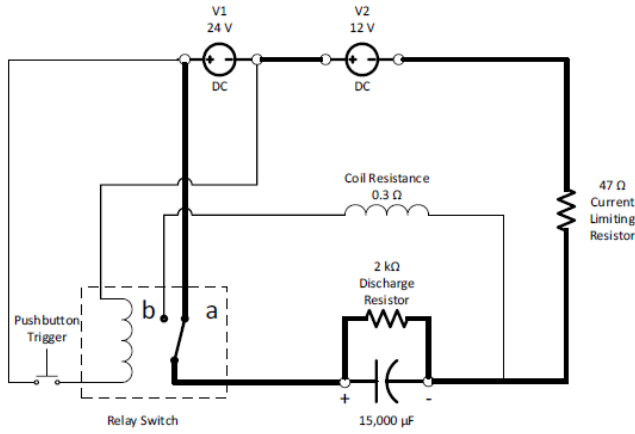 V1
24 V
V2
12 V
+
-
+
-
DC
DC
Coil Resistance
0.3 Ω
47 Ω
Current
Limiting
Resistor
2 kΩ
Discharge
Resistor
b
a
Pushbutton
Trigger
+
-
Relay Switch
15,000 µF